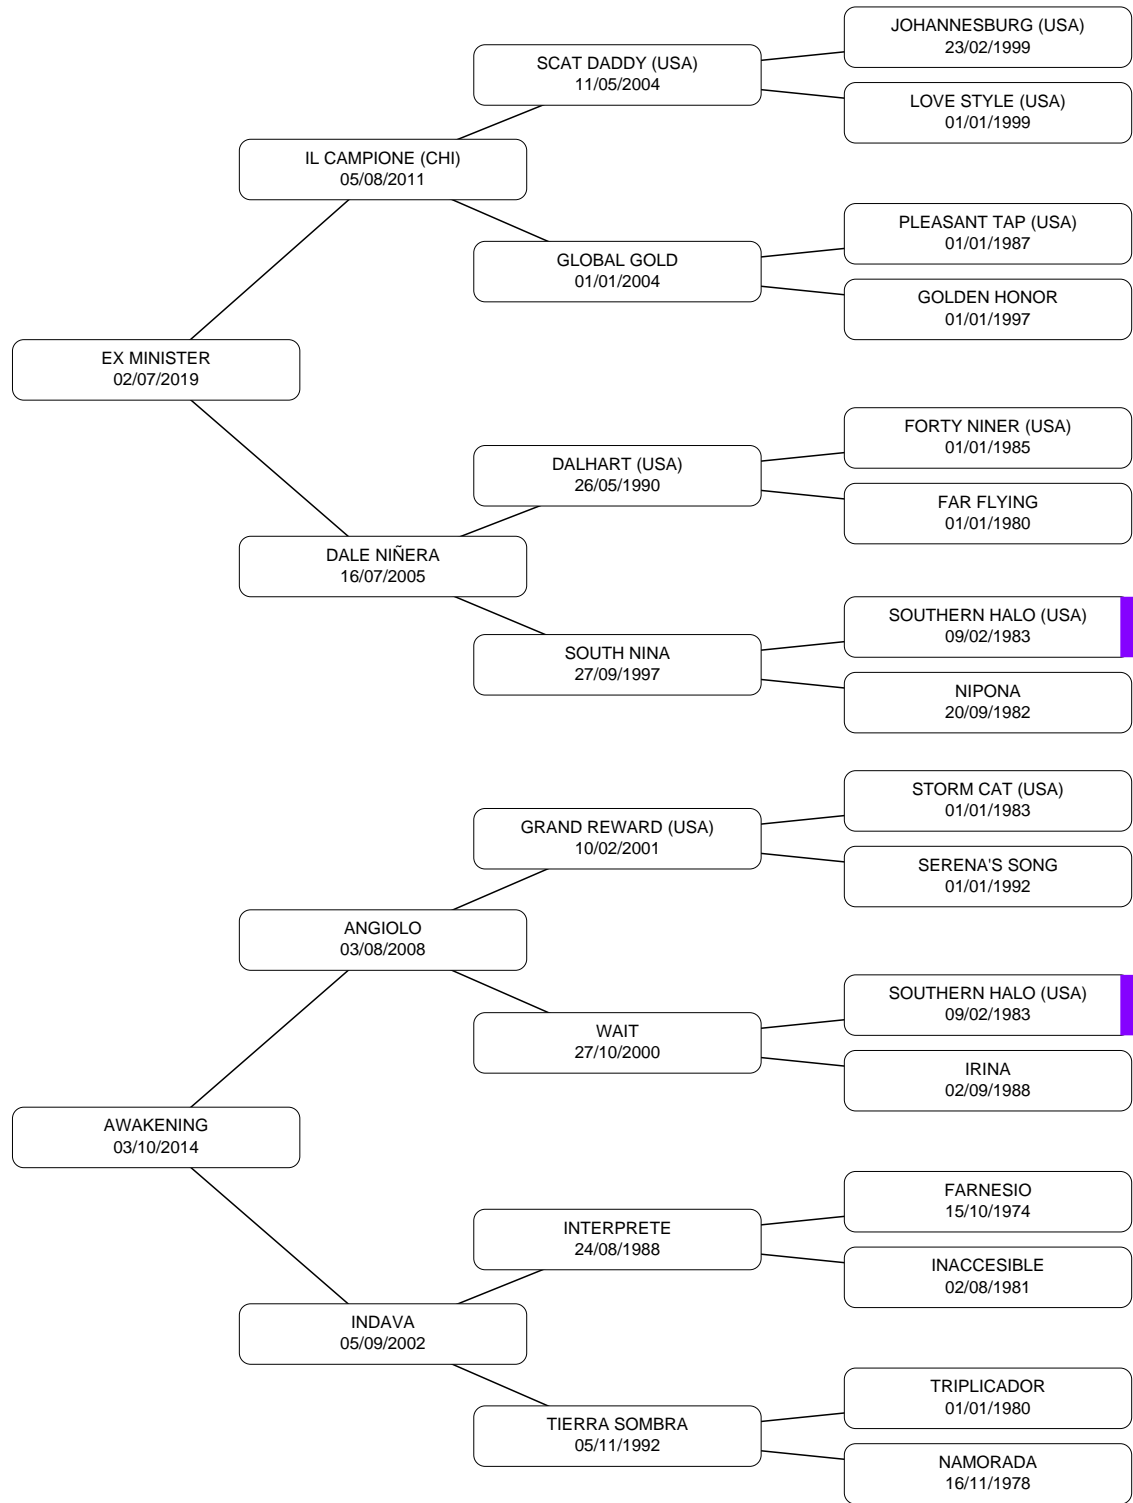 JOHANNESBURG (USA)
23/02/1999
SCAT DADDY (USA)
11/05/2004
LOVE STYLE (USA)
01/01/1999
IL CAMPIONE (CHI)
05/08/2011
PLEASANT TAP (USA)
01/01/1987
GLOBAL GOLD
01/01/2004
GOLDEN HONOR
01/01/1997
EX MINISTER
02/07/2019
FORTY NINER (USA)
01/01/1985
DALHART (USA)
26/05/1990
FAR FLYING
01/01/1980
DALE NIÑERA
16/07/2005
SOUTHERN HALO (USA)
09/02/1983
SOUTH NINA
27/09/1997
NIPONA
20/09/1982
STORM CAT (USA)
01/01/1983
GRAND REWARD (USA)
10/02/2001
SERENA'S SONG
01/01/1992
ANGIOLO
03/08/2008
SOUTHERN HALO (USA)
09/02/1983
WAIT
27/10/2000
IRINA
02/09/1988
AWAKENING
03/10/2014
FARNESIO
15/10/1974
INTERPRETE
24/08/1988
INACCESIBLE
02/08/1981
INDAVA
05/09/2002
TRIPLICADOR
01/01/1980
TIERRA SOMBRA
05/11/1992
NAMORADA
16/11/1978